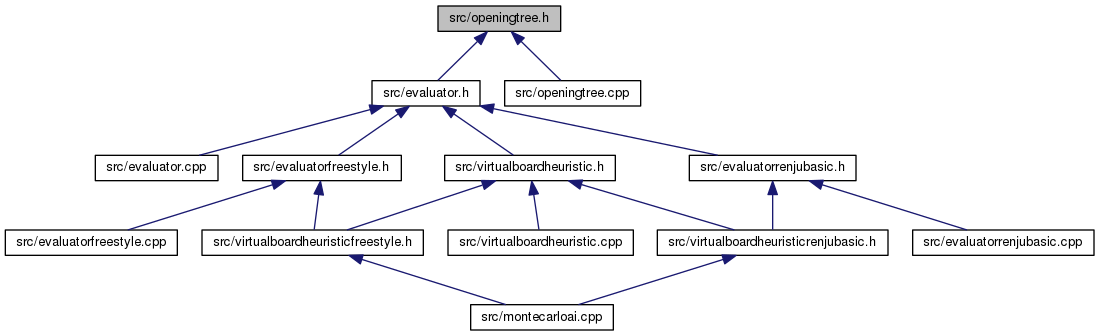 src/openingtree.h
src/evaluator.h
src/openingtree.cpp
src/evaluator.cpp
src/evaluatorfreestyle.h
src/virtualboardheuristic.h
src/evaluatorrenjubasic.h
src/evaluatorfreestyle.cpp
src/virtualboardheuristicfreestyle.h
src/virtualboardheuristic.cpp
src/virtualboardheuristicrenjubasic.h
src/evaluatorrenjubasic.cpp
src/montecarloai.cpp